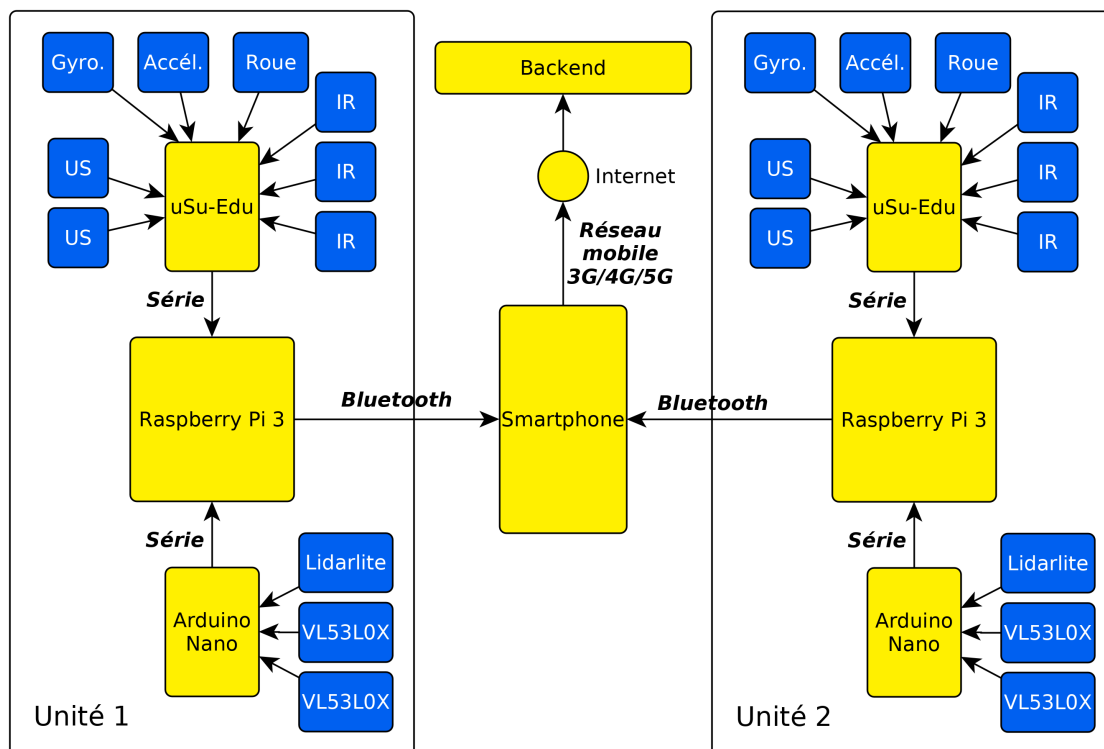 Gyro.
Accél.
Roue
IR
US
IR
uSu-Edu
US
IR
Série
Raspberry Pi 3
Série
Lidarlite
Arduino
Nano
VL53L0X
VL53L0X
Unité 1
Backend
Internet
Réseau
mobile
3G/4G/5G
Bluetooth
Smartphone
Bluetooth
Gyro.
Accél.
Roue
IR
US
IR
uSu-Edu
US
IR
Série
Raspberry Pi 3
Série
Lidarlite
Arduino
Nano
VL53L0X
VL53L0X
Unité 2